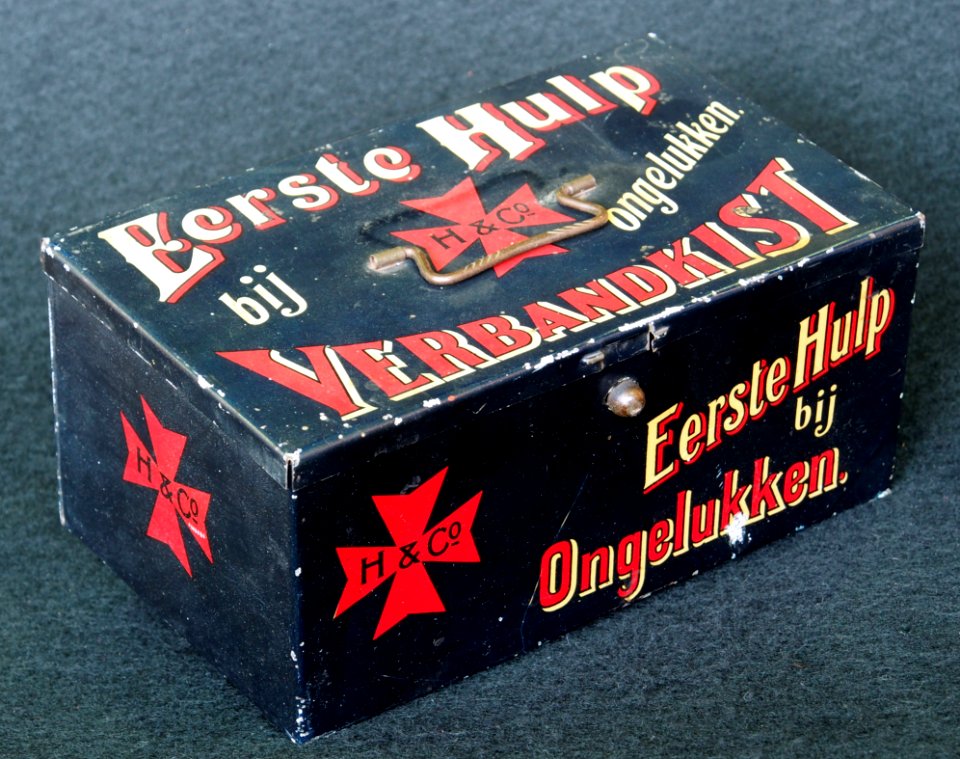 Eerste Hulp
bij
H & Co
ongelukken.
VERBANDKIST
H & Co
H & Co
Eerste Hulp
bij
Ongelukken.